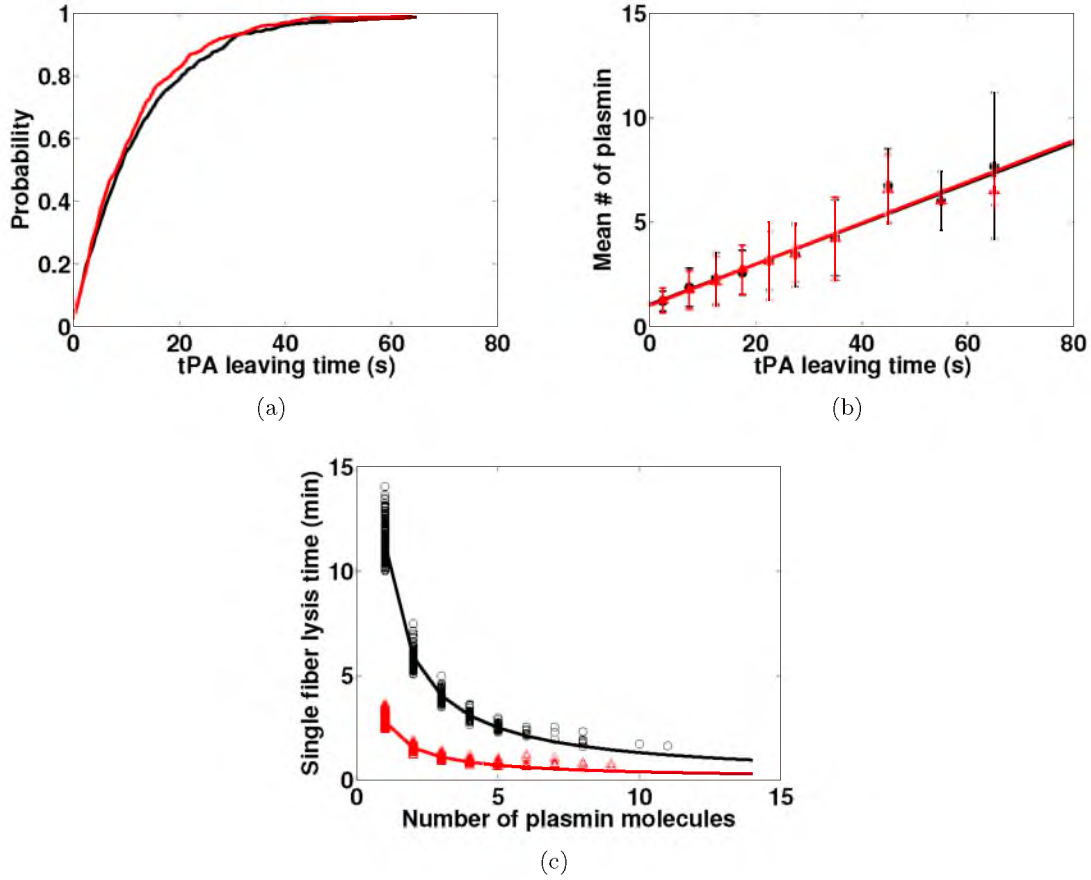 Probability
1
0.8
0.6
0.4
0.2
0
0 20 40 60 80
tPA leaving time (s)
(a)
Mean # of plasmin
15
10
5
0
0 20 40 60 80
tPA leaving time (s)
(b)
Single fiber lysis time (min)
15
10
5
0
0 5 10 15
Number of plasmin molecules
(c)